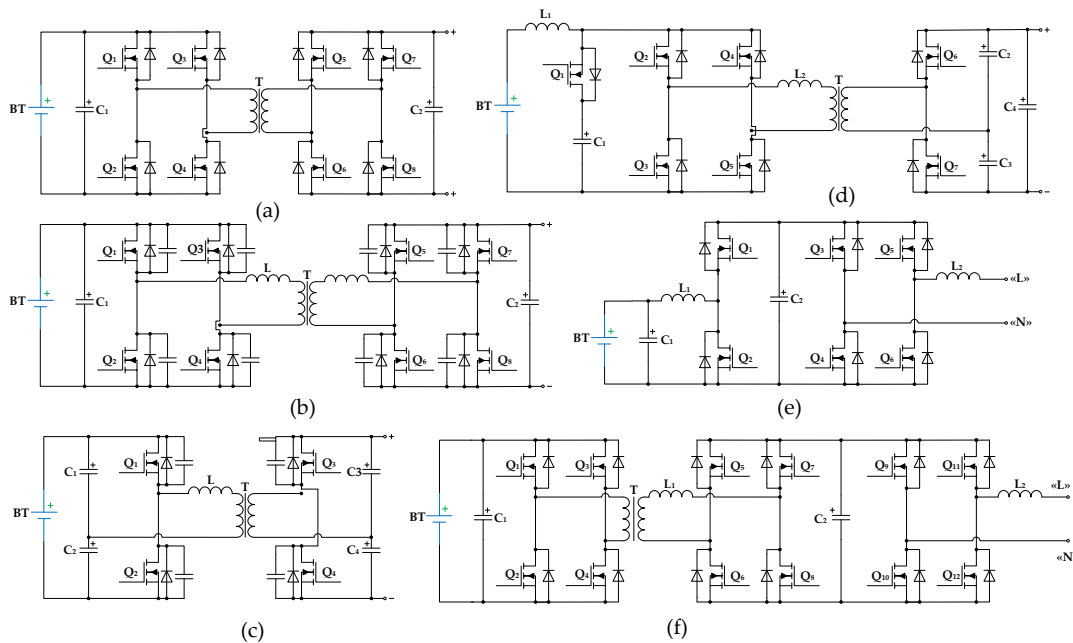 Q₁ Q₃ Q₅ Q₇ +
BT + + C₁ T + C₂
Q₂ Q₄ Q₆ Q₈ +
(a)
L₁ +
Q₁ Q₂ Q₄ Q₆ + C₂
BT + L₂ T + C₄
+ C₁ Q₃ Q₅ Q₇ + C₃ −
(d)
Q₁ Q3 Q₅ Q₇ +
BT + + C₁ L T + C₂
Q₂ Q₄ Q₆ Q₈ −
(b)
Q₁ Q₃ Q₅
L₁ + C₂ L₂ «L»
BT + + C₁ «N»
Q₂ Q₄ Q₆
(e)
+ C₁ Q₁ Q₃ C3 + +
BT + L T
+ C₂ Q₂ Q₄ C₄ + −
(c)
Q₁ Q₃ Q₅ Q₇ Q₉ Q₁₁
BT + + C₁ T L₁ C₂ + L₂ «L»
Q₂ Q₄ Q₆ Q₈ Q₁₀ Q₁₂ «N
(f)